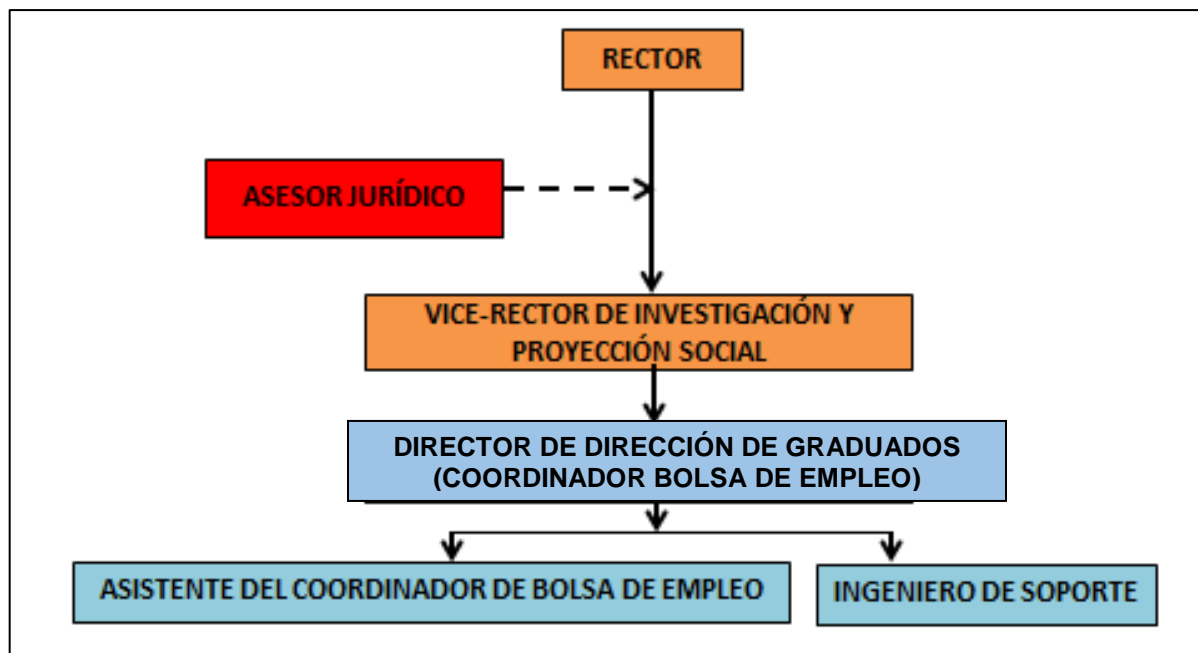 RECTOR
ASESOR JURÍDICO
VICE-RECTOR DE INVESTIGACIÓN Y
PROYECCIÓN SOCIAL
DIRECTOR DE DIRECCIÓN DE GRADUADOS
(COORDINADOR BOLSA DE EMPLEO)
ASISTENTE DEL COORDINADOR DE BOLSA DE EMPLEO
INGENIERO DE SOPORTE